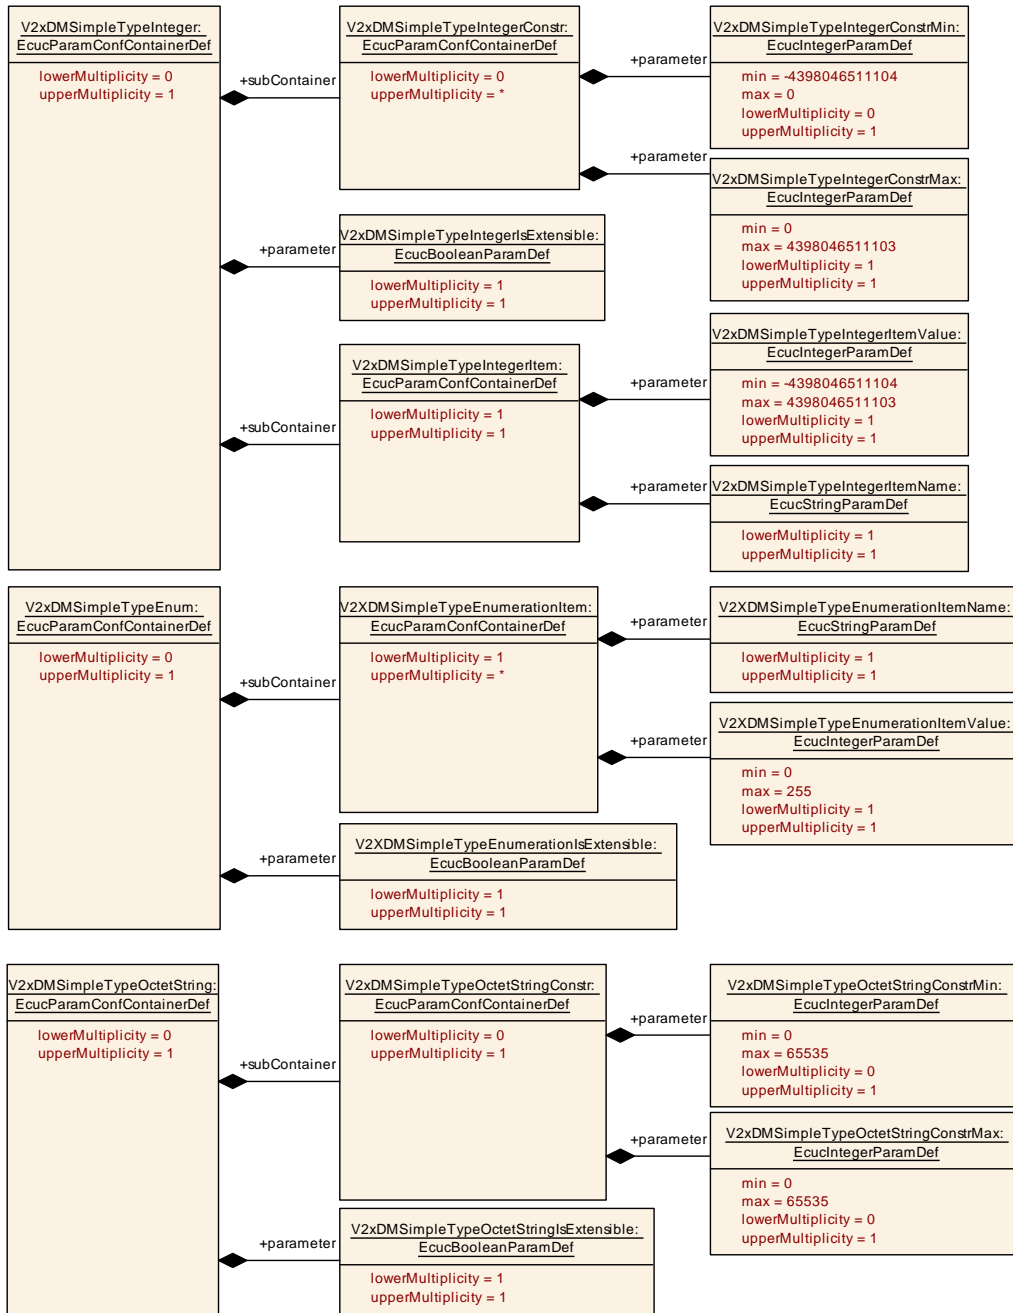 V2xDMSimpleTypeInteger:
EcucParamConfContainerDef
lowerMultiplicity = 0
upperMultiplicity = 1
+subContainer
V2xDMSimpleTypeIntegerConstr:
EcucParamConfContainerDef
lowerMultiplicity = 0
upperMultiplicity = *
+parameter
V2xDMSimpleTypeIntegerConstrMin:
EcucIntegerParamDef
min = -4398046511104
max = 0
lowerMultiplicity = 0
upperMultiplicity = 1
+parameter
V2xDMSimpleTypeIntegerConstrMax:
EcucIntegerParamDef
min = 0
max = 4398046511103
lowerMultiplicity = 1
upperMultiplicity = 1
+parameter
V2xDMSimpleTypeIntegerIsExtensible:
EcucBooleanParamDef
lowerMultiplicity = 1
upperMultiplicity = 1
+subContainer
V2xDMSimpleTypeIntegerItem:
EcucParamConfContainerDef
lowerMultiplicity = 1
upperMultiplicity = 1
+parameter
V2xDMSimpleTypeIntegerItemValue:
EcucIntegerParamDef
min = -4398046511104
max = 4398046511103
lowerMultiplicity = 1
upperMultiplicity = 1
+parameter
V2xDMSimpleTypeIntegerItemName:
EcucStringParamDef
lowerMultiplicity = 1
upperMultiplicity = 1
V2xDMSimpleTypeEnum:
EcucParamConfContainerDef
lowerMultiplicity = 0
upperMultiplicity = 1
+subContainer
V2XDMSimpleTypeEnumerationItem:
EcucParamConfContainerDef
lowerMultiplicity = 1
upperMultiplicity = *
+parameter
V2XDMSimpleTypeEnumerationItemName:
EcucStringParamDef
lowerMultiplicity = 1
upperMultiplicity = 1
+parameter
V2XDMSimpleTypeEnumerationItemValue:
EcucIntegerParamDef
min = 0
max = 255
lowerMultiplicity = 1
upperMultiplicity = 1
+parameter
V2XDMSimpleTypeEnumerationIsExtensible:
EcucBooleanParamDef
lowerMultiplicity = 1
upperMultiplicity = 1
V2xDMSimpleTypeOctetString:
EcucParamConfContainerDef
lowerMultiplicity = 0
upperMultiplicity = 1
+subContainer
V2xDMSimpleTypeOctetStringConstr:
EcucParamConfContainerDef
lowerMultiplicity = 0
upperMultiplicity = 1
+parameter
V2xDMSimpleTypeOctetStringConstrMin:
EcucIntegerParamDef
min = 0
max = 65535
lowerMultiplicity = 0
upperMultiplicity = 1
+parameter
V2xDMSimpleTypeOctetStringConstrMax:
EcucIntegerParamDef
min = 0
max = 65535
lowerMultiplicity = 0
upperMultiplicity = 1
+parameter
V2xDMSimpleTypeOctetStringIsExtensible:
EcucBooleanParamDef
lowerMultiplicity = 1
upperMultiplicity = 1